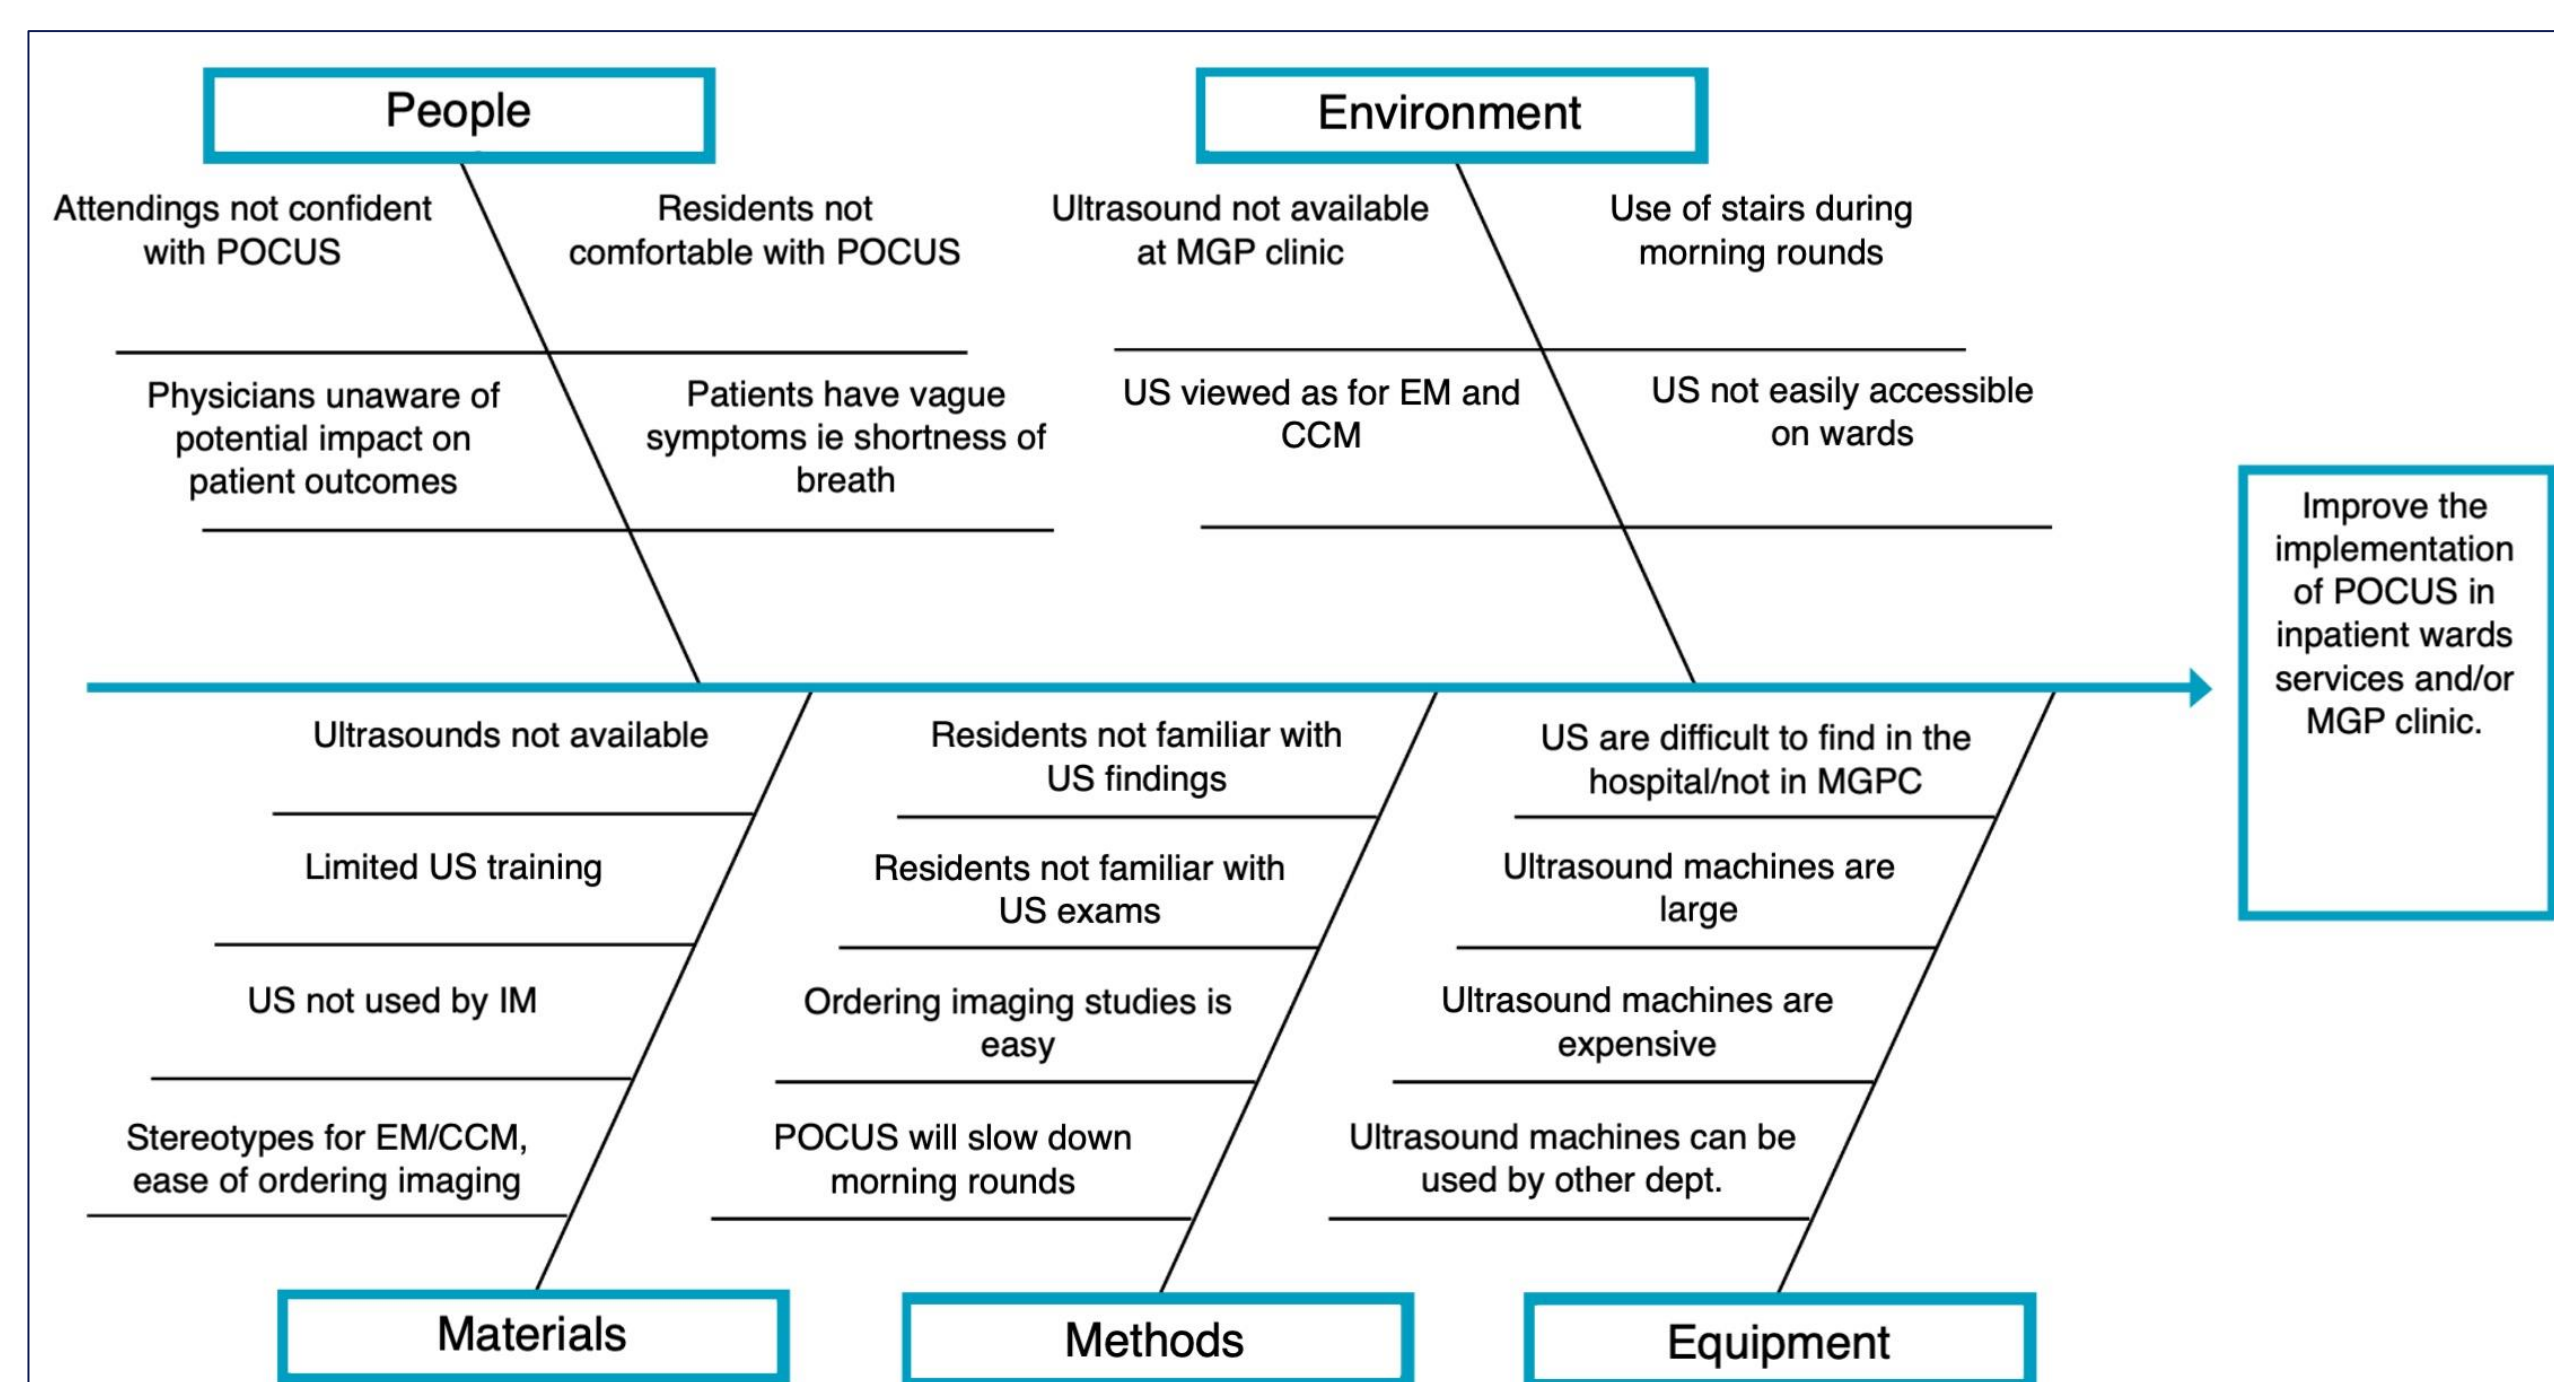 People
Attendings not confident
with POCUS
Residents not
comfortable with POCUS
Physicians unaware of
potential impact on
patient outcomes
Patients have vague
symptoms ie shortness of
breath
Environment
Ultrasound not available
at MGP clinic
Use of stairs during
morning rounds
US viewed as for EM and
CCM
US not easily accessible
on wards
Improve the
implementation
of POCUS in
inpatient wards
services and/or
MGP clinic.
Ultrasounds not available
Limited US training
US not used by IM
Stereotypes for EM/CCM,
ease of ordering imaging
Materials
Residents not familiar with
US findings
Residents not familiar with
US exams
Ordering imaging studies is
easy
POCUS will slow down
morning rounds
Methods
US are difficult to find in the
hospital/not in MGPC
Ultrasound machines are
large
Ultrasound machines are
expensive
Ultrasound machines can be
used by other dept.
Equipment